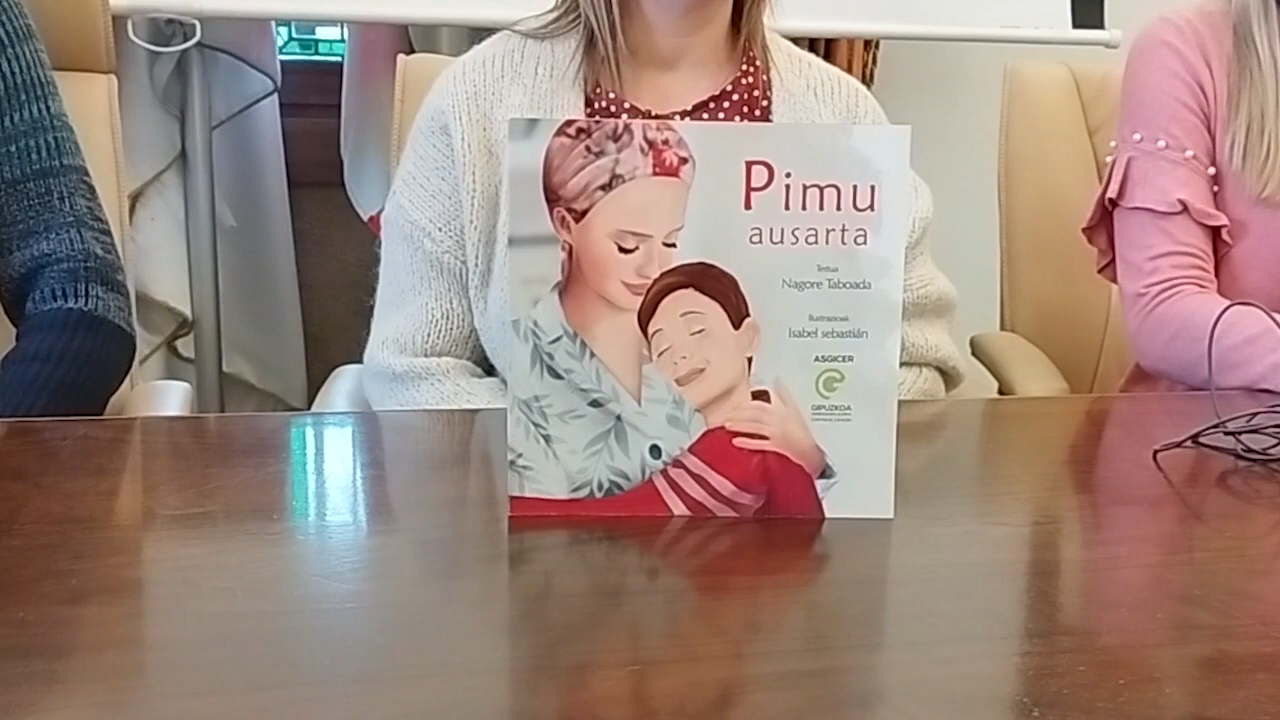 Pimu
ausarta
Testua
Nagore Taboada
Ilustrazioak
Isabel sebastián
ASGICER
GIPUZKOA